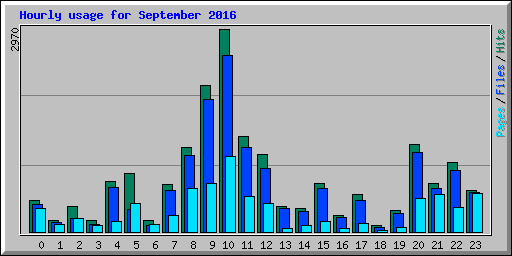 Hourly usage for September 2016
2970
Pages/Files/Hits
0 1 2 3 4 5 6 7 8 9 10 11 12 13 14 15 16 17 18 19 20 21 22 23